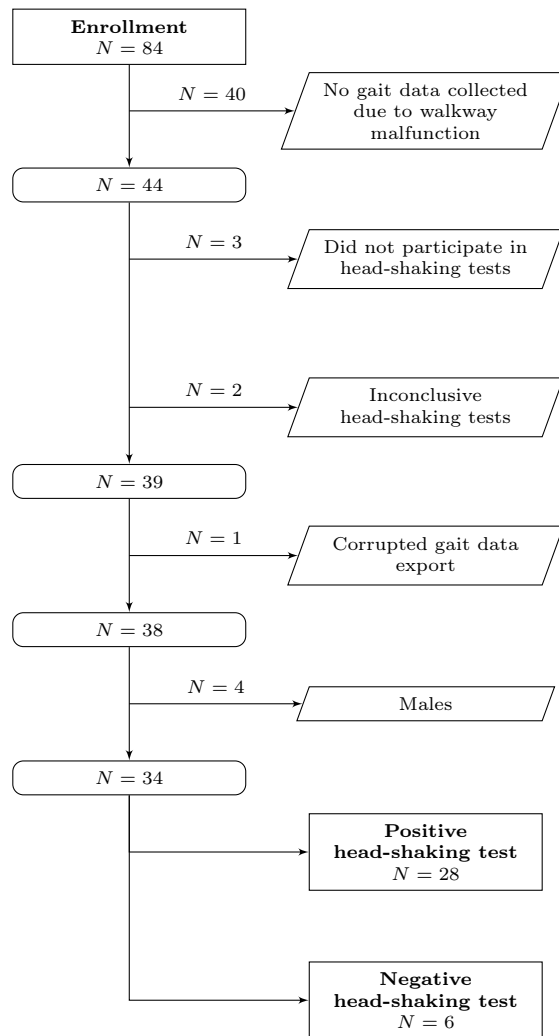 Enrollment
N = 84
N = 40
No gait data collected
due to walkway
malfunction
N = 44
N = 3
Did not participate in
head-shaking tests
N = 2
Inconclusive
head-shaking tests
N = 39
N = 1
Corrupted gait data
export
N = 38
N = 4
Males
N = 34
Positive
head-shaking test
N = 28
Negative
head-shaking test
N = 6